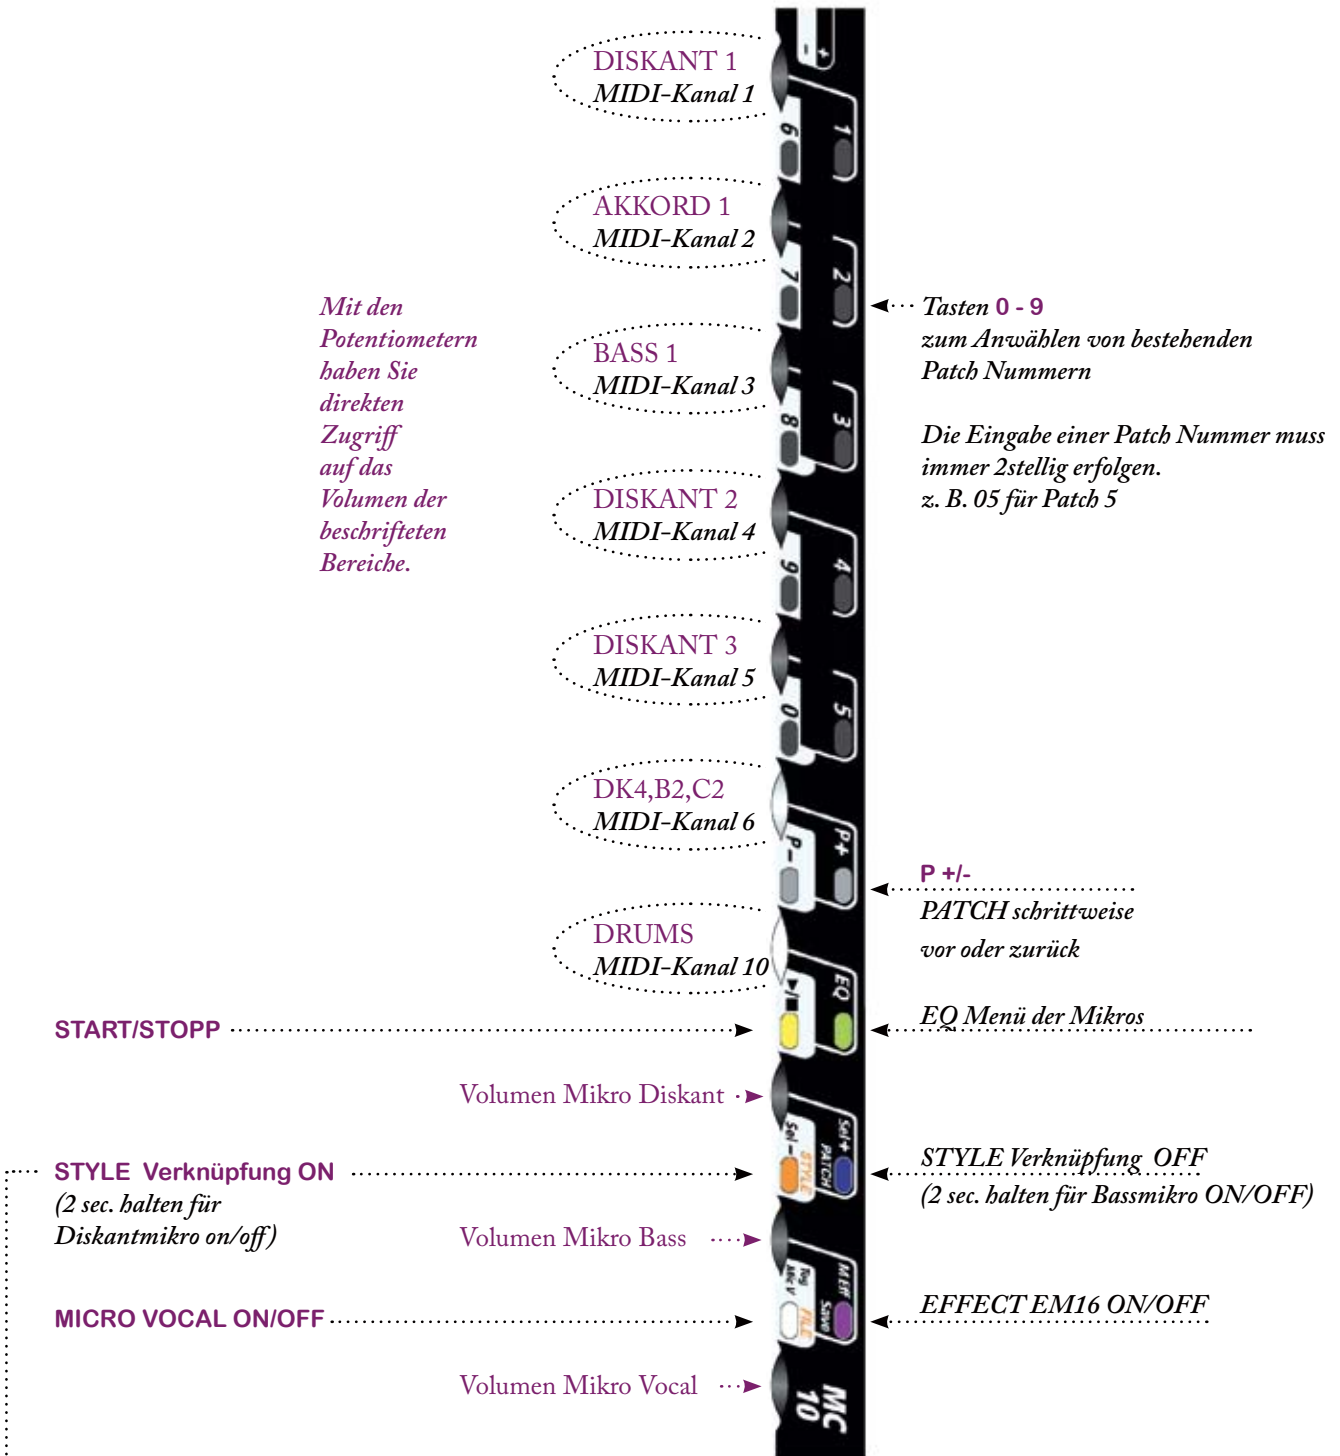 DISKANT 1
MIDI-Kanal 1
AKKORD 1
MIDI-Kanal 2
Mit den
Potentiometern
haben Sie
direkten
Zugriff
auf das
Volumen der
beschrifteten
Bereiche.
BASS 1
MIDI-Kanal 3
DISKANT 2
MIDI-Kanal 4
DISKANT 3
MIDI-Kanal 5
DK4,B2,C2
MIDI-Kanal 6
DRUMS
MIDI-Kanal 10
START/STOPP
Volumen Mikro Diskant
STYLE Verknüpfung ON
(2 sec. halten für
Diskantmikro on/off)
Volumen Mikro Bass
MICRO VOCAL ON/OFF
Volumen Mikro Vocal
+
-
1
6
2
7
3
8
4
9
5
0
P+
P-
EQ
▶/■
Sel+
PATCH
STYLE
Sel-
M Eff
Save
FILE
Tog
Mic V
MC
10
Tasten 0 - 9
zum Anwählen von bestehenden
Patch Nummern
Die Eingabe einer Patch Nummer muss
immer 2stellig erfolgen.
z. B. 05 für Patch 5
P +/-
PATCH schrittweise
vor oder zurück
EQ Menü der Mikros
STYLE Verknüpfung OFF
(2 sec. halten für Bassmikro ON/OFF)
EFFECT EM16 ON/OFF